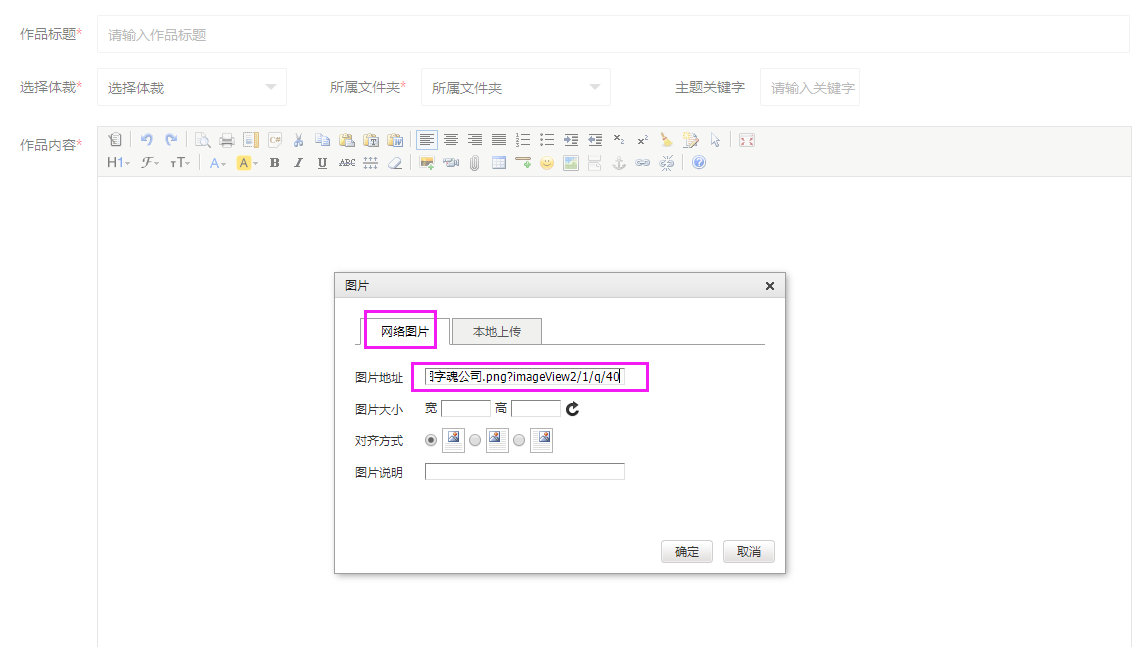 作品标题* 请输入作品标题
选择体裁* 选择体裁 所属文件夹* 所属文件夹 主题关键字 请输入关键字
作品内容*
H1 F тT A A B I U ABC
图片
网络图片 本地上传
图片地址 字魂公司.png?imageView2/1/q/40
图片大小 宽 高
对齐方式
图片说明
确定 取消